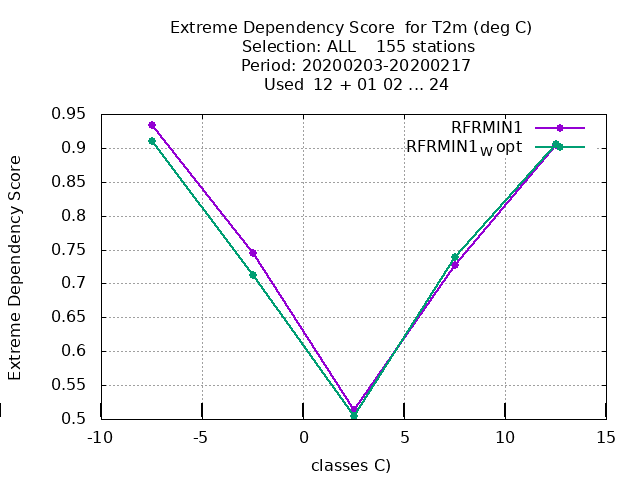 Extreme Dependency Score  for T2m (deg C)
Selection: ALL    155 stations
Period: 20200203-20200217
Used  12 + 01 02 ... 24
RFRMIN1
RFRMIN1W opt
Extreme Dependency Score
0.95
0.9
0.85
0.8
0.75
0.7
0.65
0.6
0.55
0.5
-10 -5 0 5 10 15
classes C)